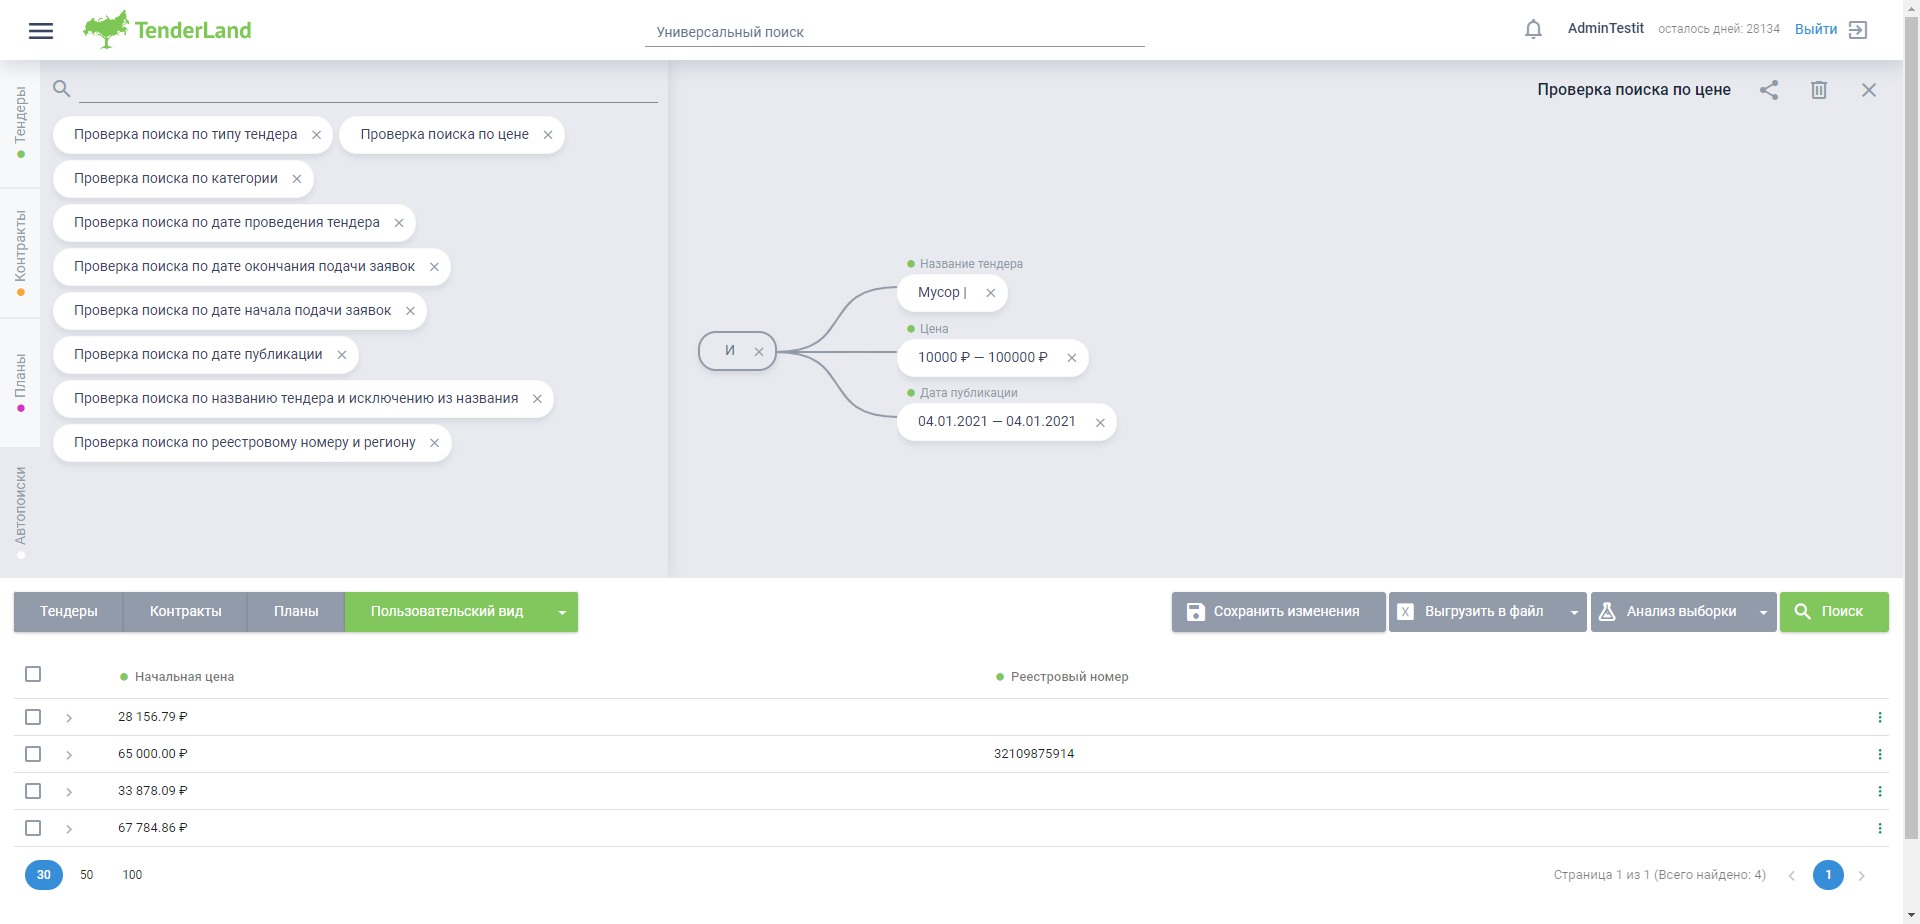 TenderLand
Универсальный поиск
AdminTestit
осталось дней: 28134
Выйти
Тендеры
Контракты
Планы
Автопоиски
Проверка поиска по типу тендера
Проверка поиска по цене
Проверка поиска по категории
Проверка поиска по дате проведения тендера
Проверка поиска по дате окончания подачи заявок
Проверка поиска по дате начала подачи заявок
Проверка поиска по дате публикации
Проверка поиска по названию тендера и исключению из названия
Проверка поиска по реестровому номеру и региону
Проверка поиска по цене
И
Название тендера
Мусор |
Цена
10000 ₽ — 100000 ₽
Дата публикации
04.01.2021 — 04.01.2021
Тендеры
Контракты
Планы
Пользовательский вид
Сохранить изменения
X Выгрузить в файл
Анализ выборки
Поиск
Начальная цена
Реестровый номер
28 156.79 ₽
65 000.00 ₽
32109875914
33 878.09 ₽
67 784.86 ₽
30 50 100
Страница 1 из 1 (Всего найдено: 4)
1